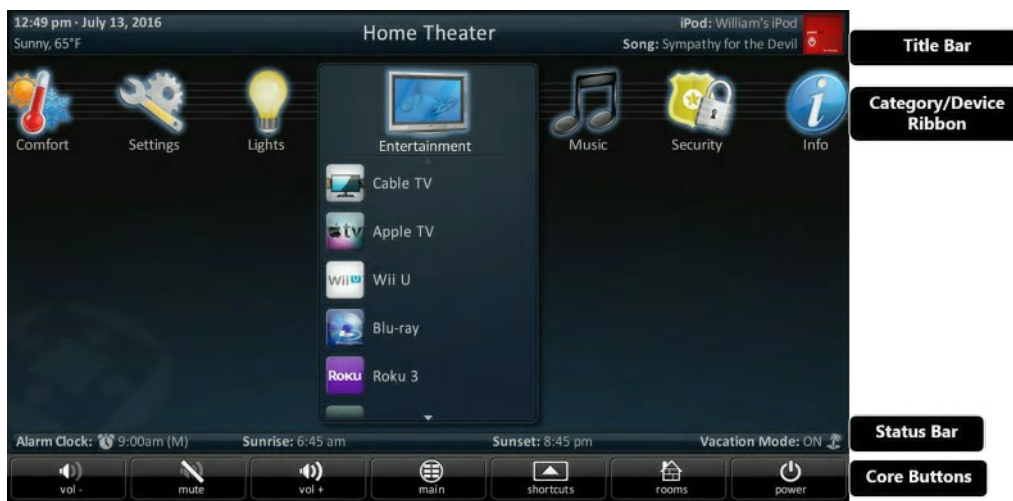 12:49 pm · July 13, 2016
Sunny, 65°F
Home Theater
iPod: William's iPod
Song: Sympathy for the Devil
Title Bar
Category/Device
Ribbon
Comfort
Settings
Lights
Entertainment
Music
Security
Info
Cable TV
tv Apple TV
Wii U Wii U
Blu-ray
ROKU Roku 3
Alarm Clock: 9:00am (M)
Sunrise: 6:45 am
Sunset: 8:45 pm
Vacation Mode: ON
Status Bar
vol -
mute
vol +
main
shortcuts
rooms
power
Core Buttons